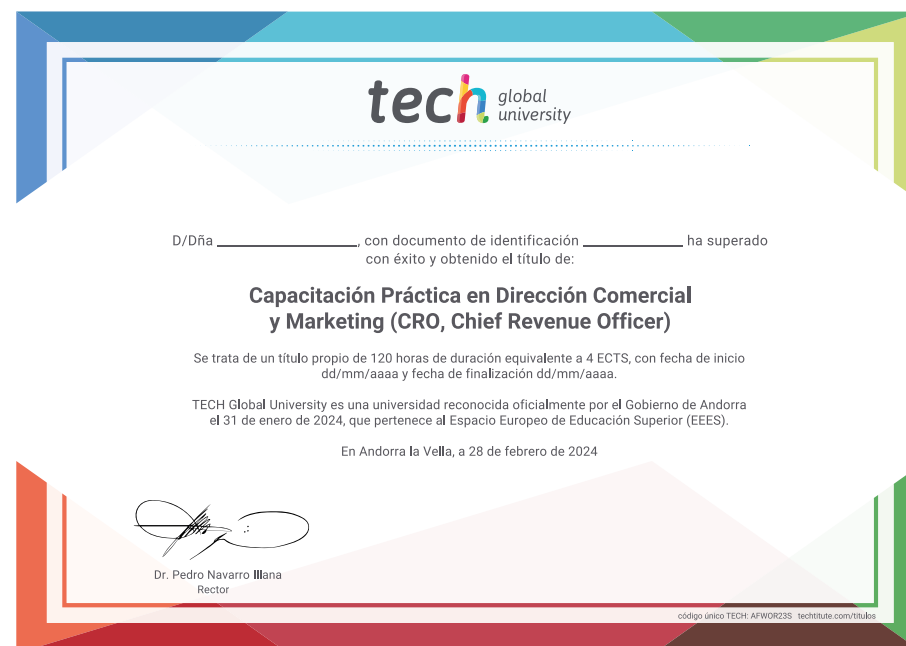 tech global
university
D/Dña ____________________, con documento de identificación ______________ ha superado
con éxito y obtenido el título de:
Capacitación Práctica en Dirección Comercial
y Marketing (CRO, Chief Revenue Officer)
Se trata de un título propio de 120 horas de duración equivalente a 4 ECTS, con fecha de inicio
dd/mm/aaaa y fecha de finalización dd/mm/aaaa.
TECH Global University es una universidad reconocida oficialmente por el Gobierno de Andorra
el 31 de enero de 2024, que pertenece al Espacio Europeo de Educación Superior (EEES).
En Andorra la Vella, a 28 de febrero de 2024
Dr. Pedro Navarro Illana
Rector
código único TECH: AFWOR23S techtitute.com/titulos